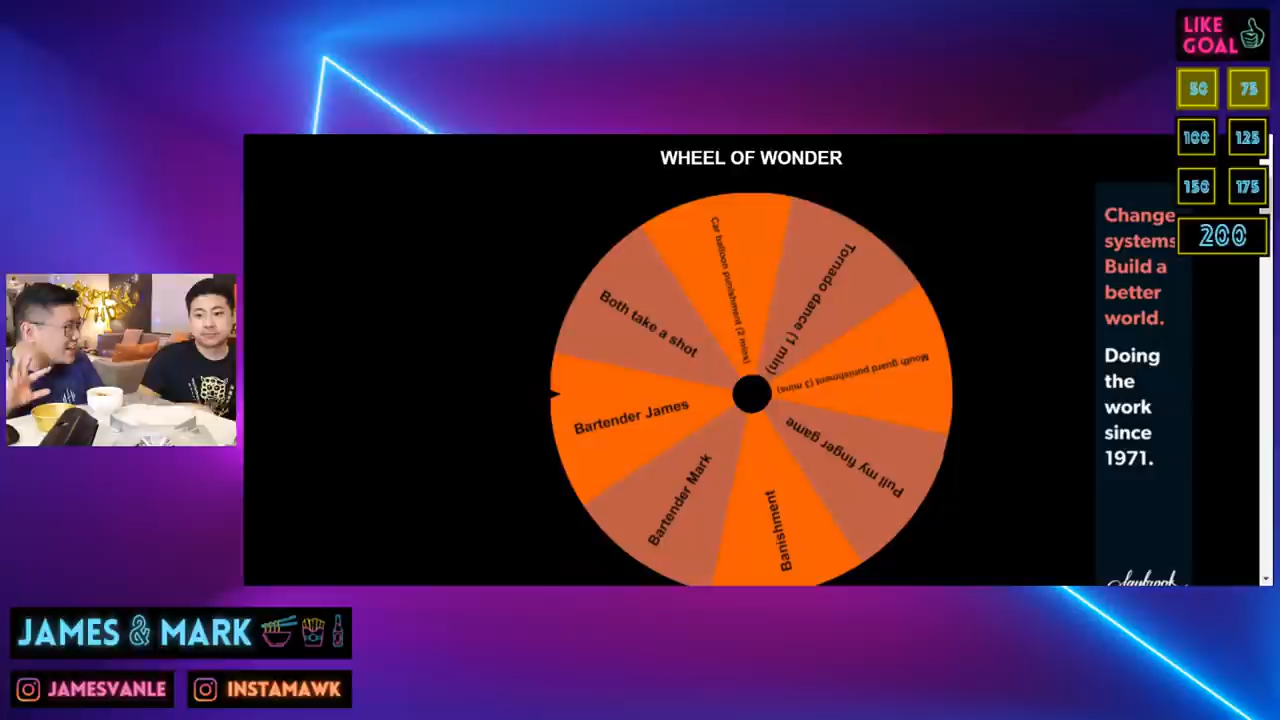 LIKE
GOAL
50 75
100 125
150 175
200
WHEEL OF WONDER
Car balloon punishment (2 mins)
Tornado dance (1 min)
Mouth guard punishment (3 mins)
Pull my finger game
Banishment
Bartender Mark
Bartender James
Both take a shot
Change
systems
Build a
better
world.
Doing
the
work
since
1971.
JAMES & MARK
JAMESVANLE INSTAMAWK